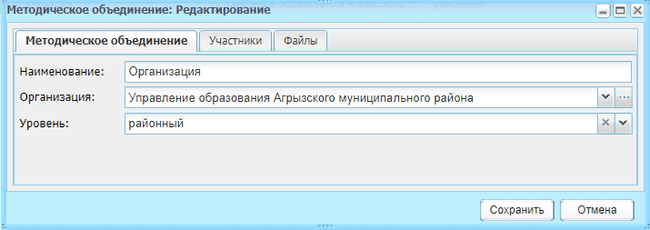 Методическое объединение: Редактирование
Методическое объединение Участники Файлы
Наименование: Организация
Организация: Управление образования Агрызского муниципального района
Уровень: районный
Сохранить Отмена